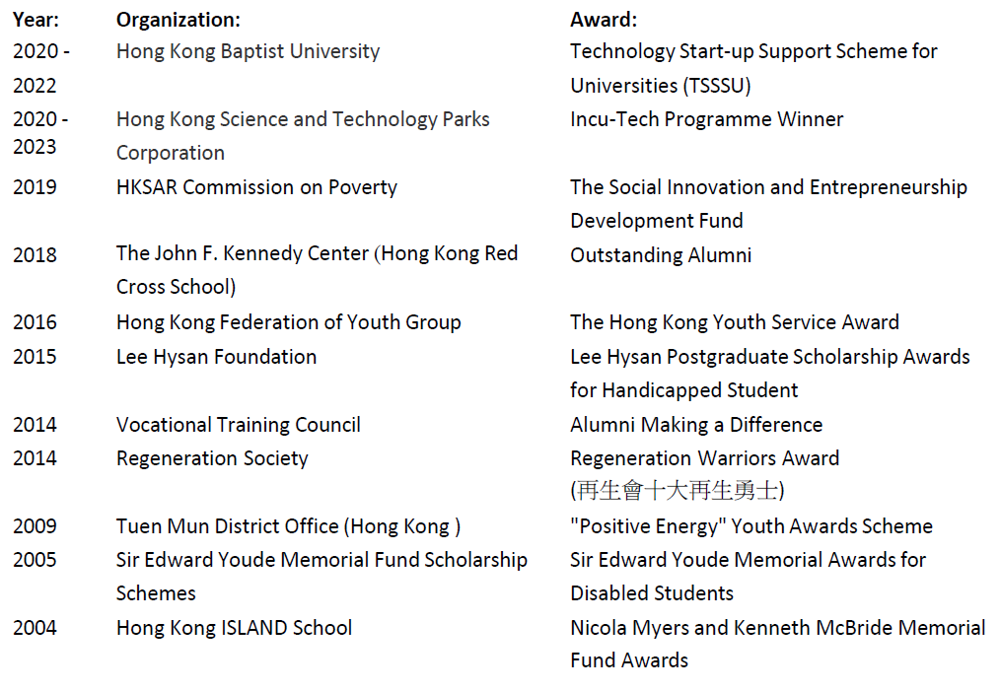 Year: Organization: Award:
2020 - Hong Kong Baptist University Technology Start-up Support Scheme for
2022 Universities (TSSSU)
2020 - Hong Kong Science and Technology Parks Incu-Tech Programme Winner
2023 Corporation
2019 HKSAR Commission on Poverty The Social Innovation and Entrepreneurship
Development Fund
2018 The John F. Kennedy Center (Hong Kong Red Outstanding Alumni
Cross School)
2016 Hong Kong Federation of Youth Group The Hong Kong Youth Service Award
2015 Lee Hysan Foundation Lee Hysan Postgraduate Scholarship Awards
for Handicapped Student
2014 Vocational Training Council Alumni Making a Difference
2014 Regeneration Society Regeneration Warriors Award
(再生會十大再生勇士)
2009 Tuen Mun District Office (Hong Kong ) "Positive Energy" Youth Awards Scheme
2005 Sir Edward Youde Memorial Fund Scholarship Sir Edward Youde Memorial Awards for
Schemes Disabled Students
2004 Hong Kong ISLAND School Nicola Myers and Kenneth McBride Memorial
Fund Awards